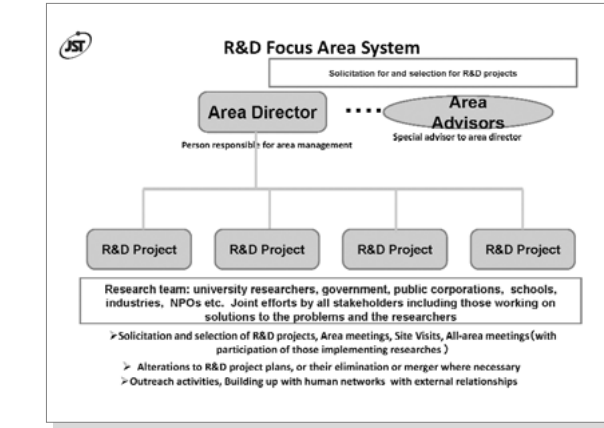 JST
R&D Focus Area System
Solicitation for and selection for R&D projects
Area Director
Area
Advisors
Person responsible for area management
Special advisor to area director
R&D Project
R&D Project
R&D Project
R&D Project
Research team: university researchers, government, public corporations, schools,
industries, NPOs etc. Joint efforts by all stakeholders including those working on
solutions to the problems and the researchers
➢Solicitation and selection of R&D projects, Area meetings, Site Visits, All-area meetings(with
participation of those implementing researches )
➢ Alterations to R&D project plans, or their elimination or merger where necessary
➢Outreach activities, Building up with human networks with external relationships